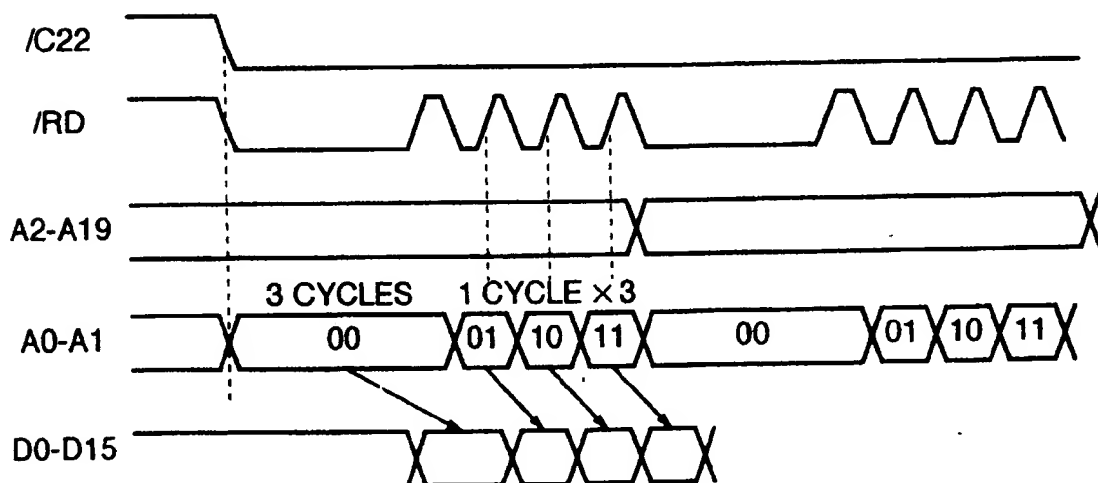 /C22
/RD
A2-A19
3 CYCLES 1 CYCLE ×3
A0-A1 00 01 10 11 00 01 10 11
D0-D15